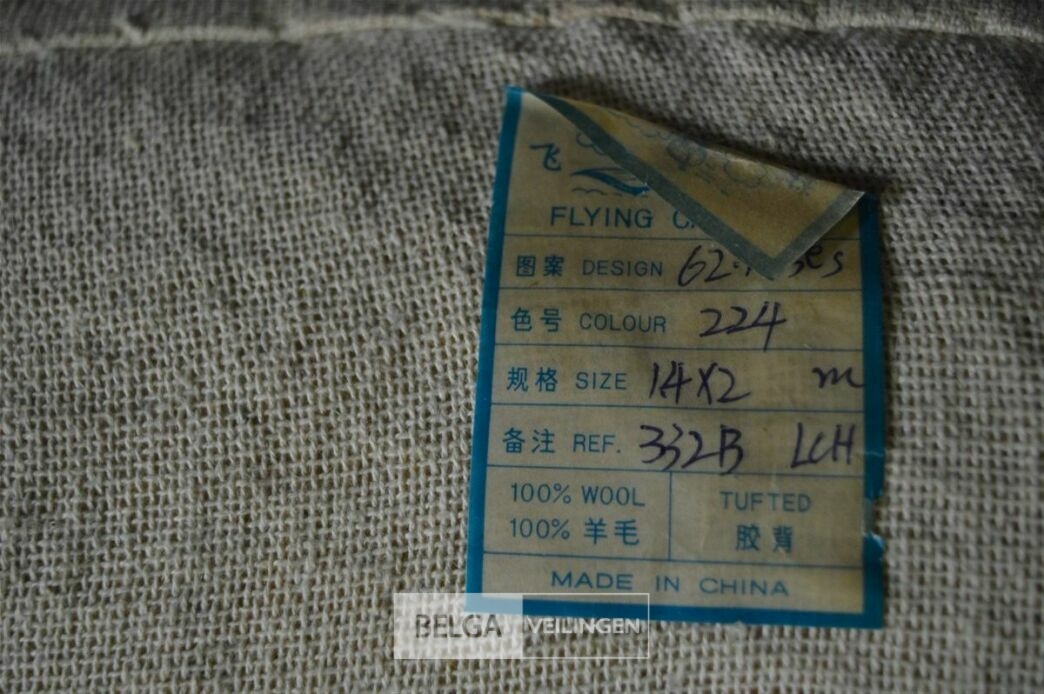 飞
FLYING
图案 DESIGN
色号 COLOUR 224
规格 SIZE 14X2 m
备注 REF. 332B LCH
100% WOOL TUFTED
100% 羊毛 胶背
MADE IN CHINA
BELGA VEILINGEN